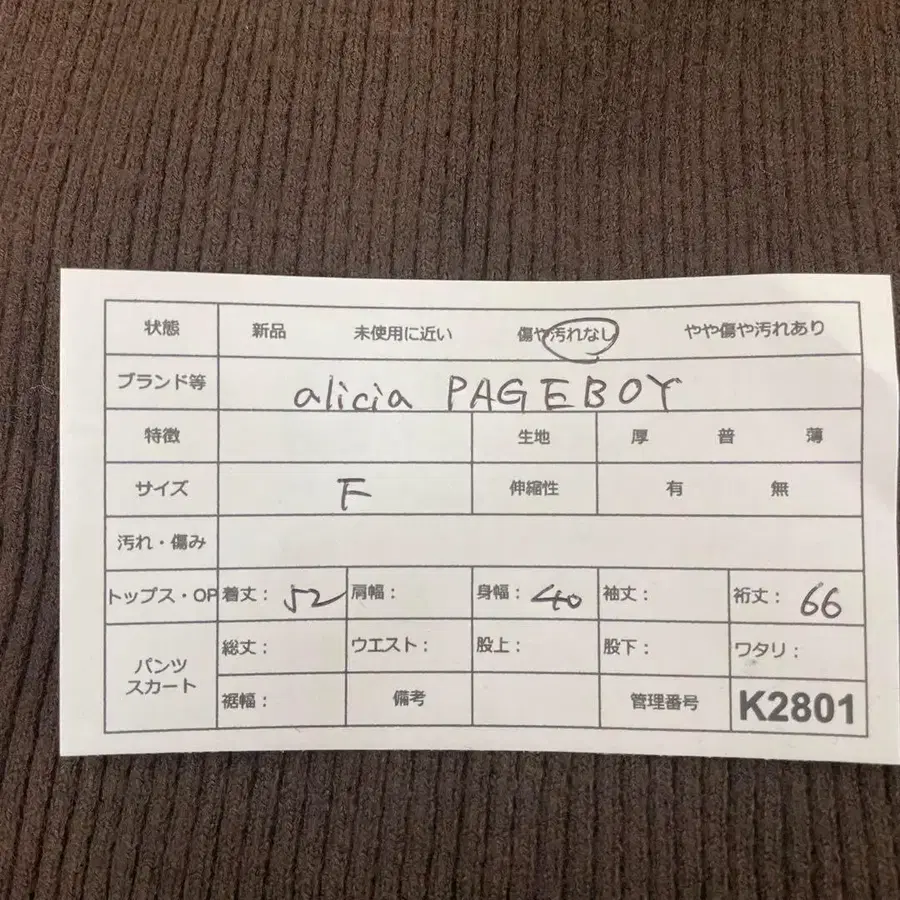 状態 新品 未使用に近い 傷や汚れなし やや傷や汚れあり
ブランド等 alicia PAGEBOY
特徴 生地 厚 普 薄
サイズ F 伸縮性 有 無
汚れ・傷み
トップス・OP 着丈： 52 肩幅： 身幅： 40 袖丈： 裄丈： 66
パンツ スカート 総丈： ウエスト： 股上： 股下： ワタリ：
裾幅： 備考 管理番号 K2801